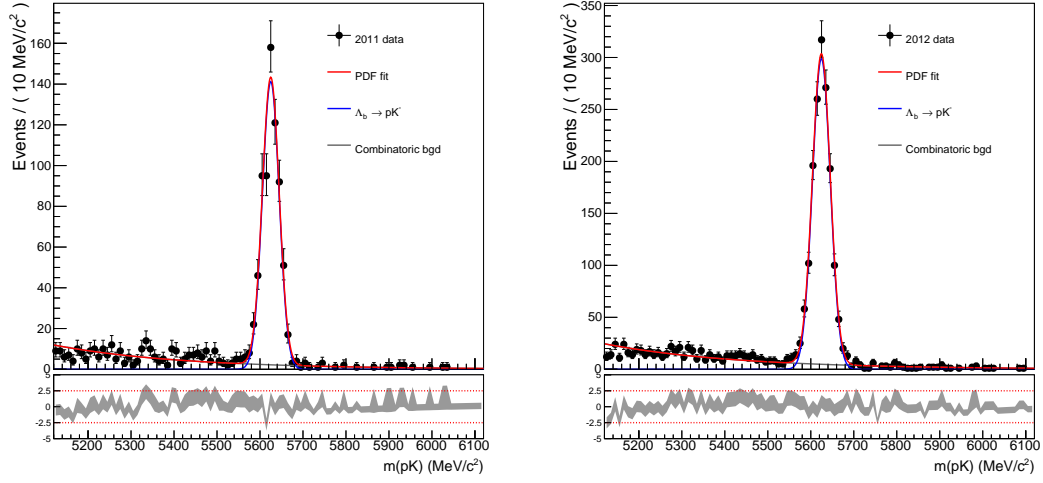 Events / ( 10 MeV/c²)
160
140
120
100
80
60
40
20
0
2011 data
PDF fit
Λb → pK-
Combinatoric bgd
5
2.5
0
-2.5
-5
5200 5300 5400 5500 5600 5700 5800 5900 6000 6100
m(pK) (MeV/c²)
Events / ( 10 MeV/c²)
350
300
250
200
150
100
50
0
2012 data
PDF fit
Λb → pK-
Combinatoric bgd
5
2.5
0
-2.5
-5
5200 5300 5400 5500 5600 5700 5800 5900 6000 6100
m(pK) (MeV/c²)